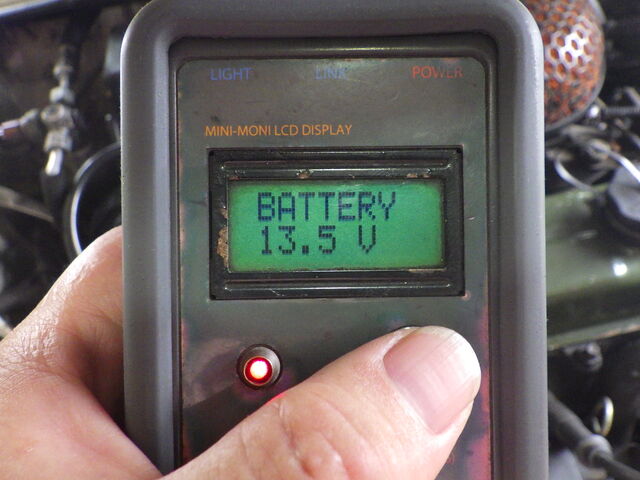 LIGHT LINK POWER
MINI-MONI LCD DISPLAY
BATTERY
13.5 V